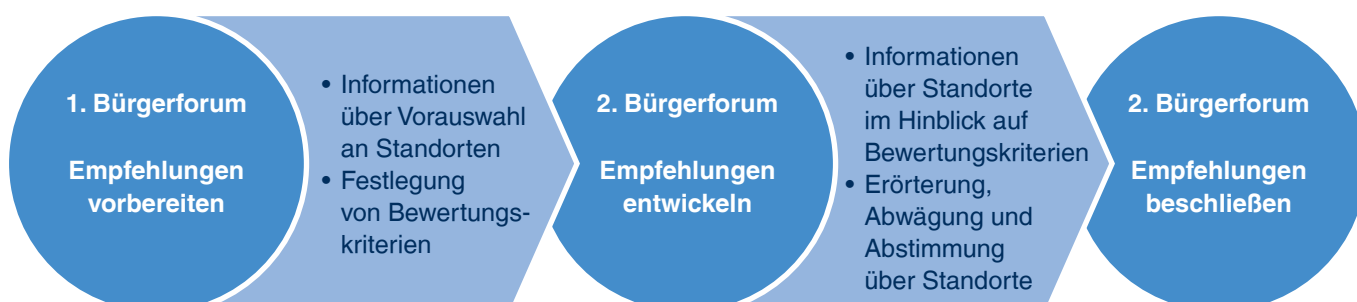 1. Bürgerforum
Empfehlungen
vorbereiten
• Informationen
über Vorauswahl
an Standorten
• Festlegung
von Bewertungs-
kriterien
2. Bürgerforum
Empfehlungen
entwickeln
• Informationen
über Standorte
im Hinblick auf
Bewertungskriterien
• Erörterung,
Abwägung und
Abstimmung
über Standorte
2. Bürgerforum
Empfehlungen
beschließen